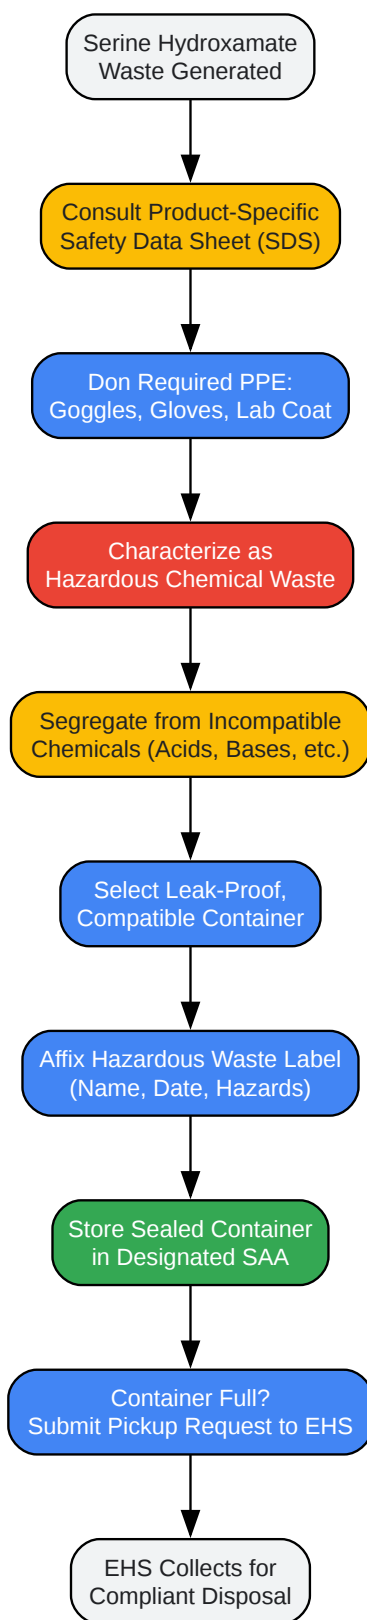 Serine Hydroxamate
Waste Generated
Consult Product-Specific
Safety Data Sheet (SDS)
Don Required PPE:
Goggles, Gloves, Lab Coat
Characterize as
Hazardous Chemical Waste
Segregate from Incompatible
Chemicals (Acids, Bases, etc.)
Select Leak-Proof,
Compatible Container
Affix Hazardous Waste Label
(Name, Date, Hazards)
Store Sealed Container
in Designated SAA
Container Full?
Submit Pickup Request to EHS
EHS Collects for
Compliant Disposal